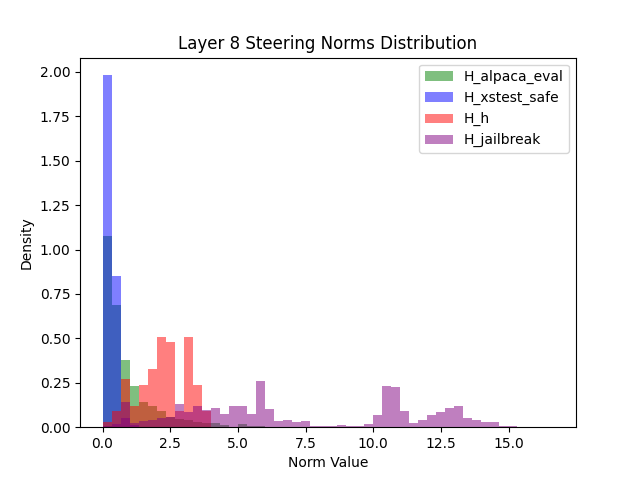 Layer 8 Steering Norms Distribution
H_alpaca_eval
H_xstest_safe
H_h
H_jailbreak
Density
2.00
1.75
1.50
1.25
1.00
0.75
0.50
0.25
0.00
0.0 2.5 5.0 7.5 10.0 12.5 15.0
Norm Value